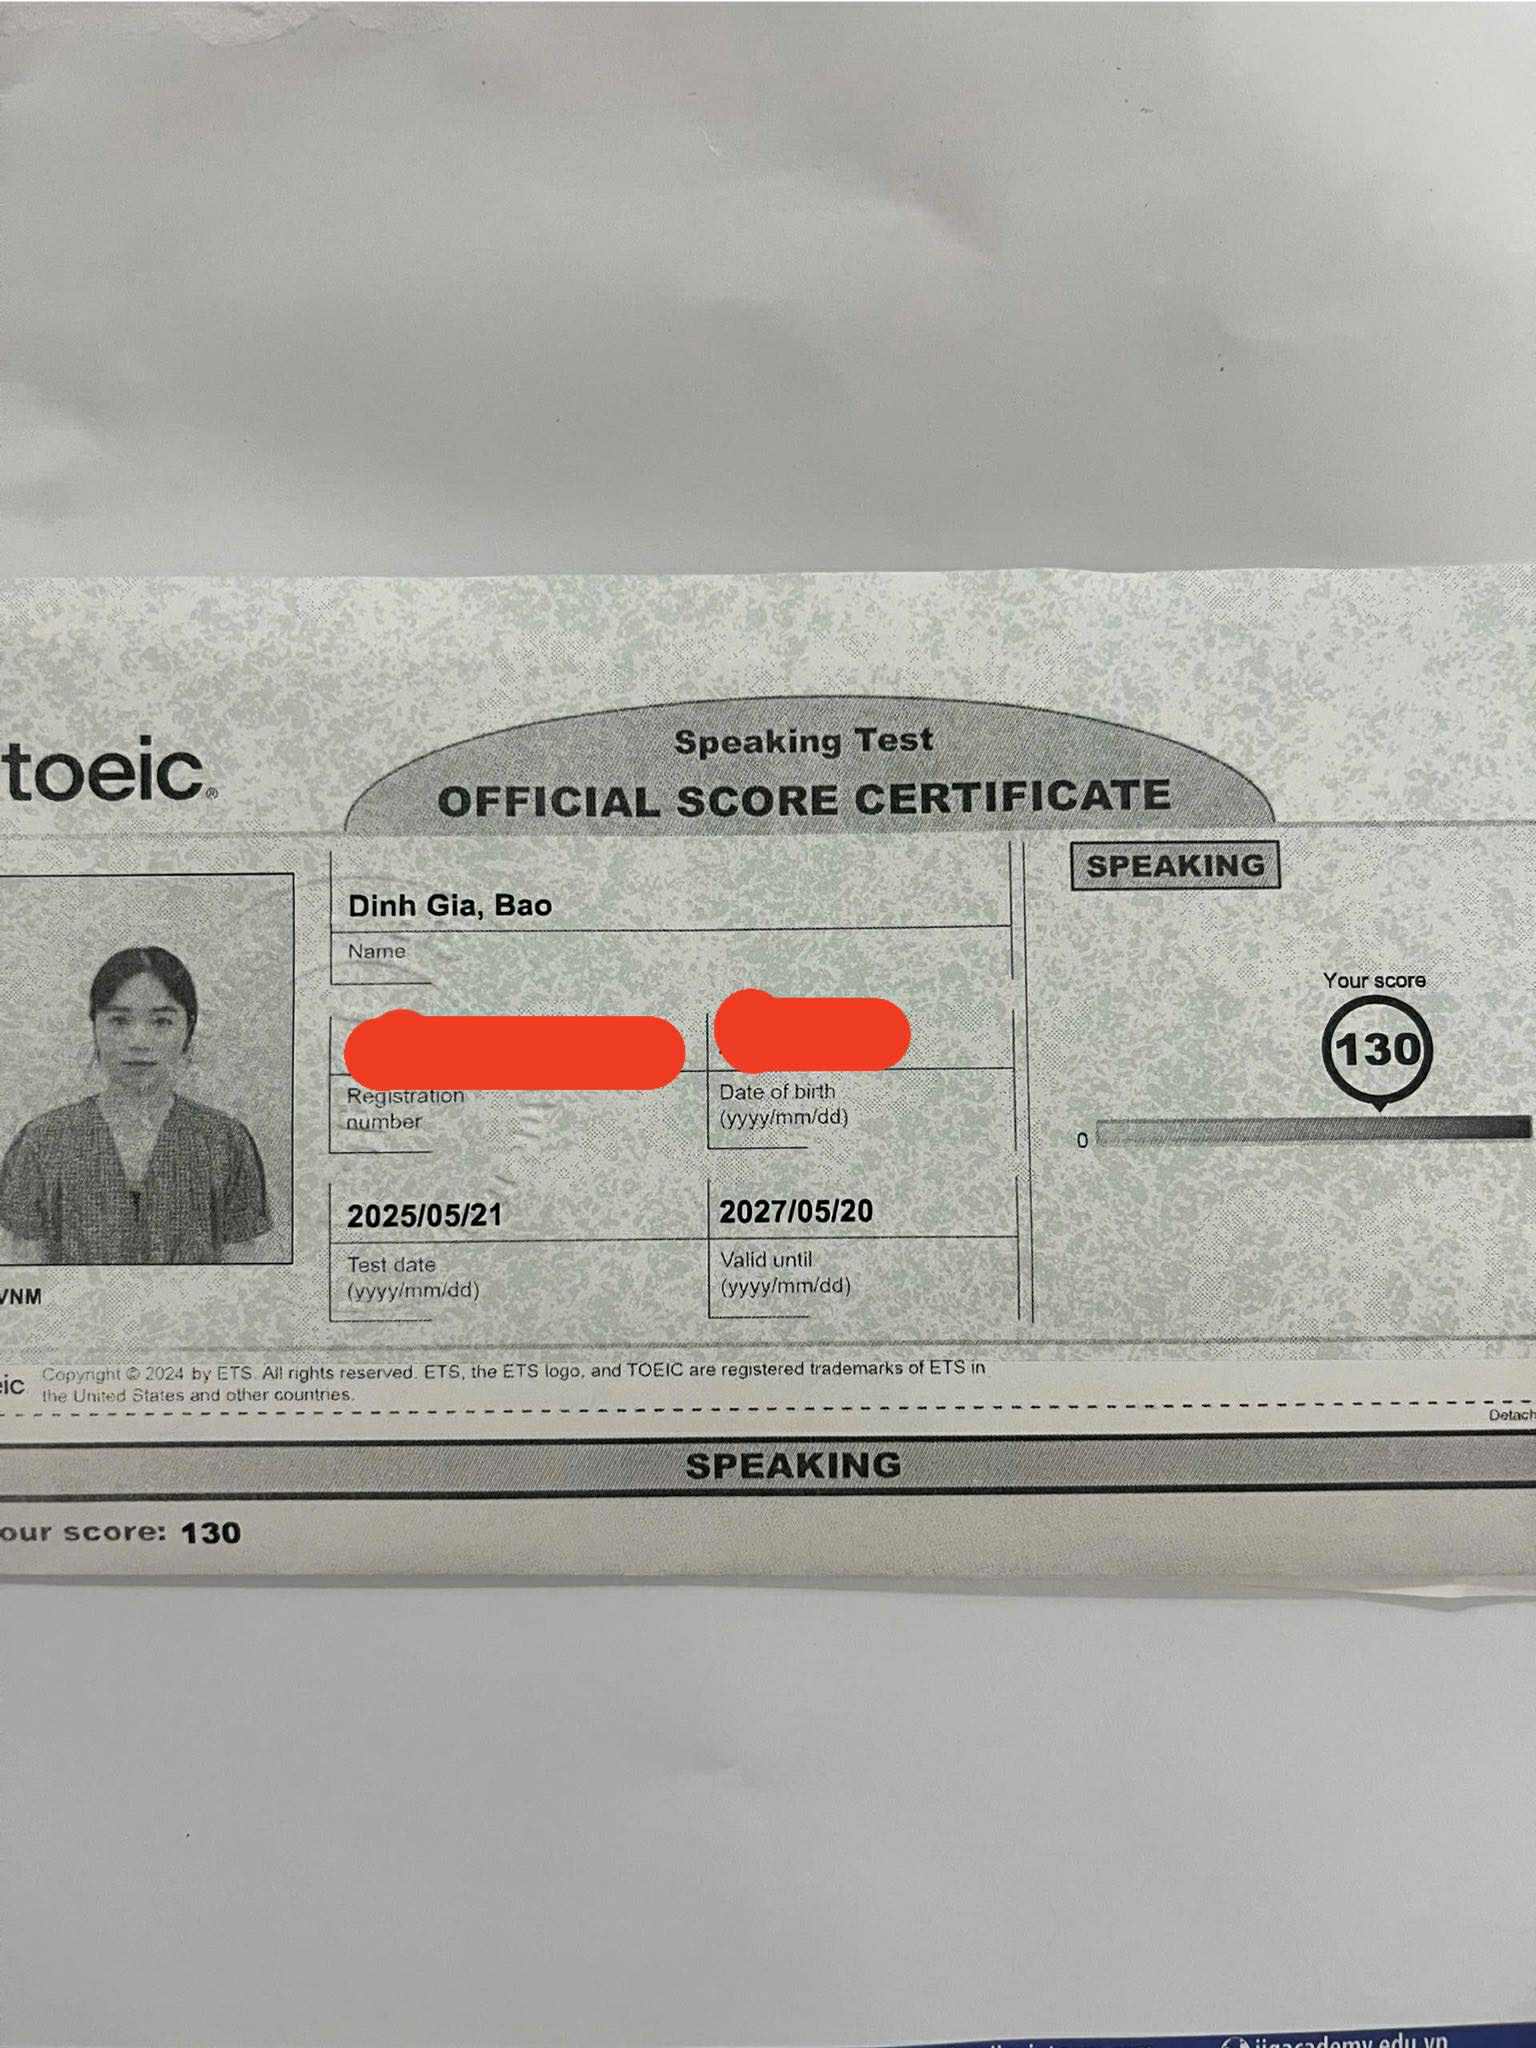 toeic®
Speaking Test
OFFICIAL SCORE CERTIFICATE
SPEAKING
Dinh Gia, Bao
Name
Your score
130
0
Registration
number
Date of birth
(yyyy/mm/dd)
2025/05/21
2027/05/20
Test date
(yyyy/mm/dd)
Valid until
(yyyy/mm/dd)
VNM
eic Copyright © 2024 by ETS. All rights reserved. ETS, the ETS logo, and TOEIC are registered trademarks of ETS in
the United States and other countries.
Detach
SPEAKING
our score: 130
iigacademy.edu.vn